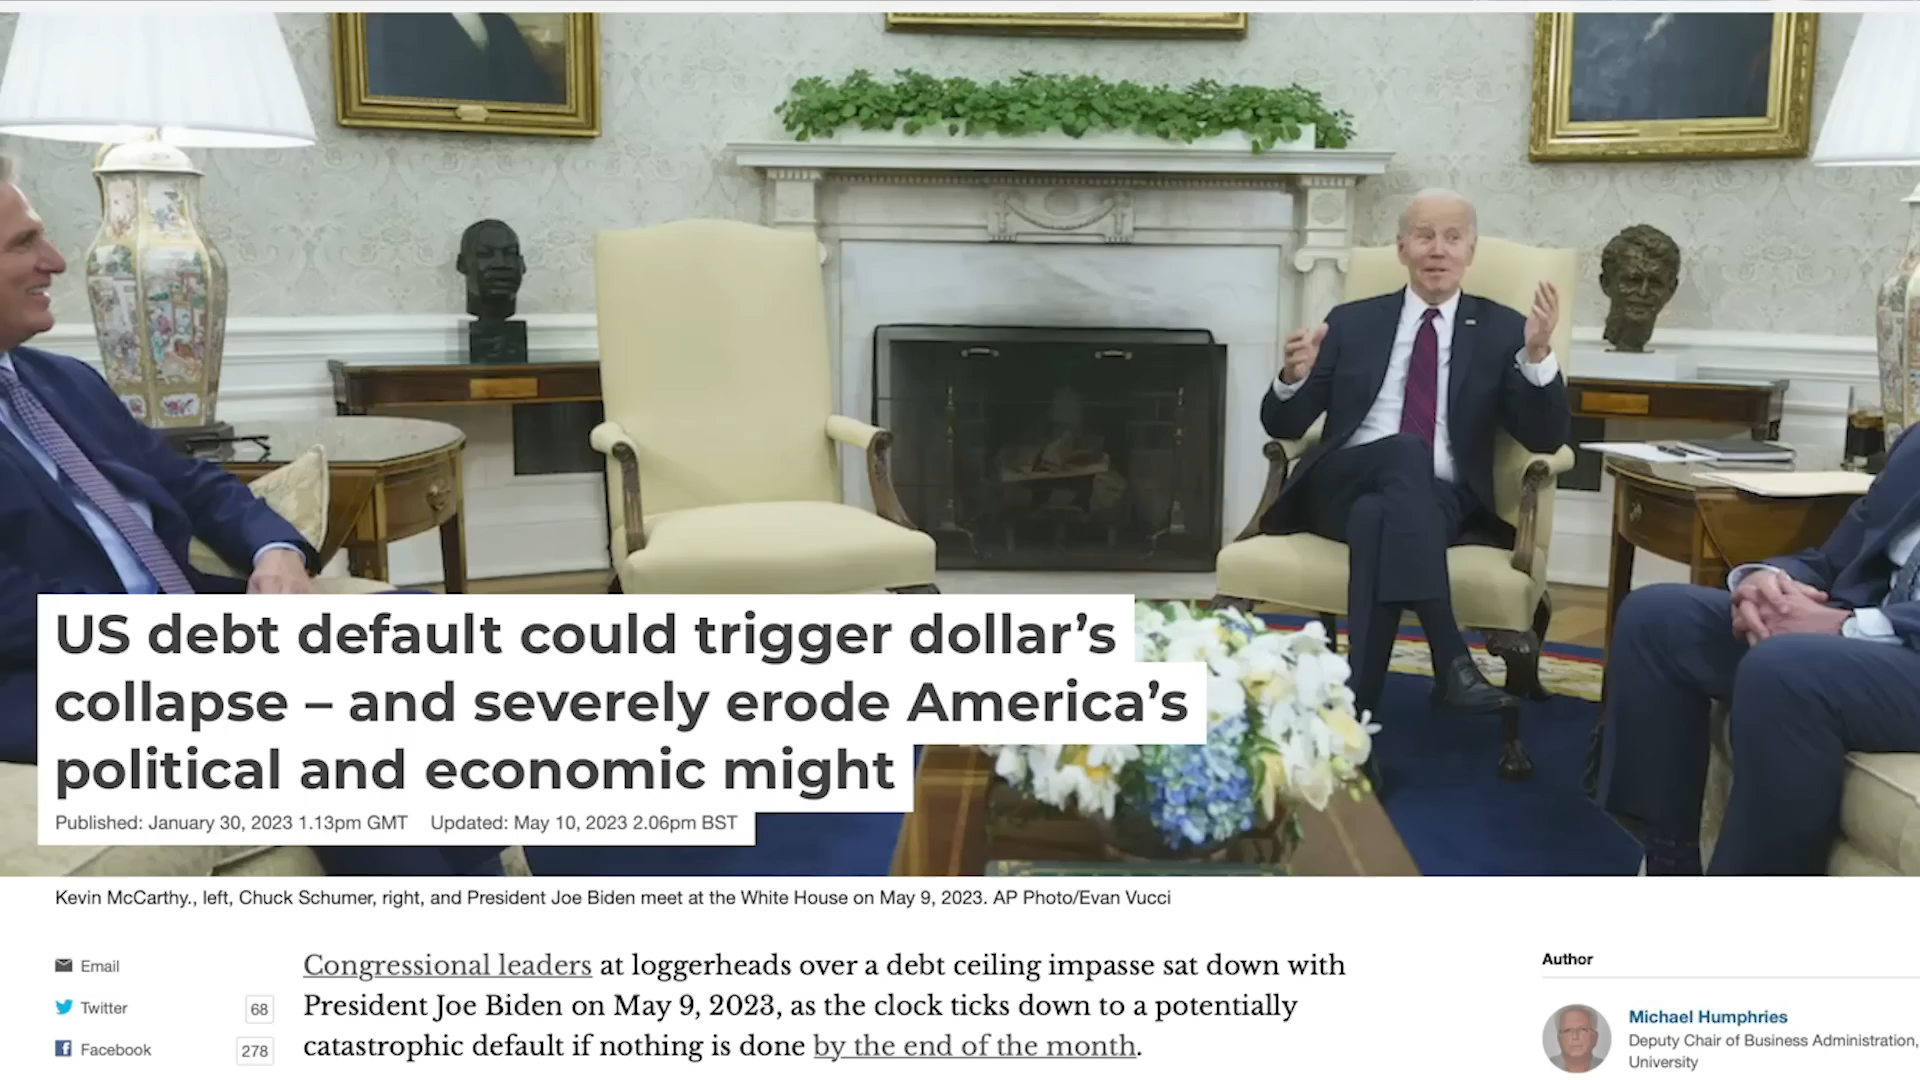 US debt default could trigger dollar’s
collapse – and severely erode America’s
political and economic might
Published: January 30, 2023 1.13pm GMT Updated: May 10, 2023 2.06pm BST
Kevin McCarthy., left, Chuck Schumer, right, and President Joe Biden meet at the White House on May 9, 2023. AP Photo/Evan Vucci
Email
Twitter 68
Facebook 278
Congressional leaders at loggerheads over a debt ceiling impasse sat down with
President Joe Biden on May 9, 2023, as the clock ticks down to a potentially
catastrophic default if nothing is done by the end of the month.
Author
Michael Humphries
Deputy Chair of Business Administration,
University